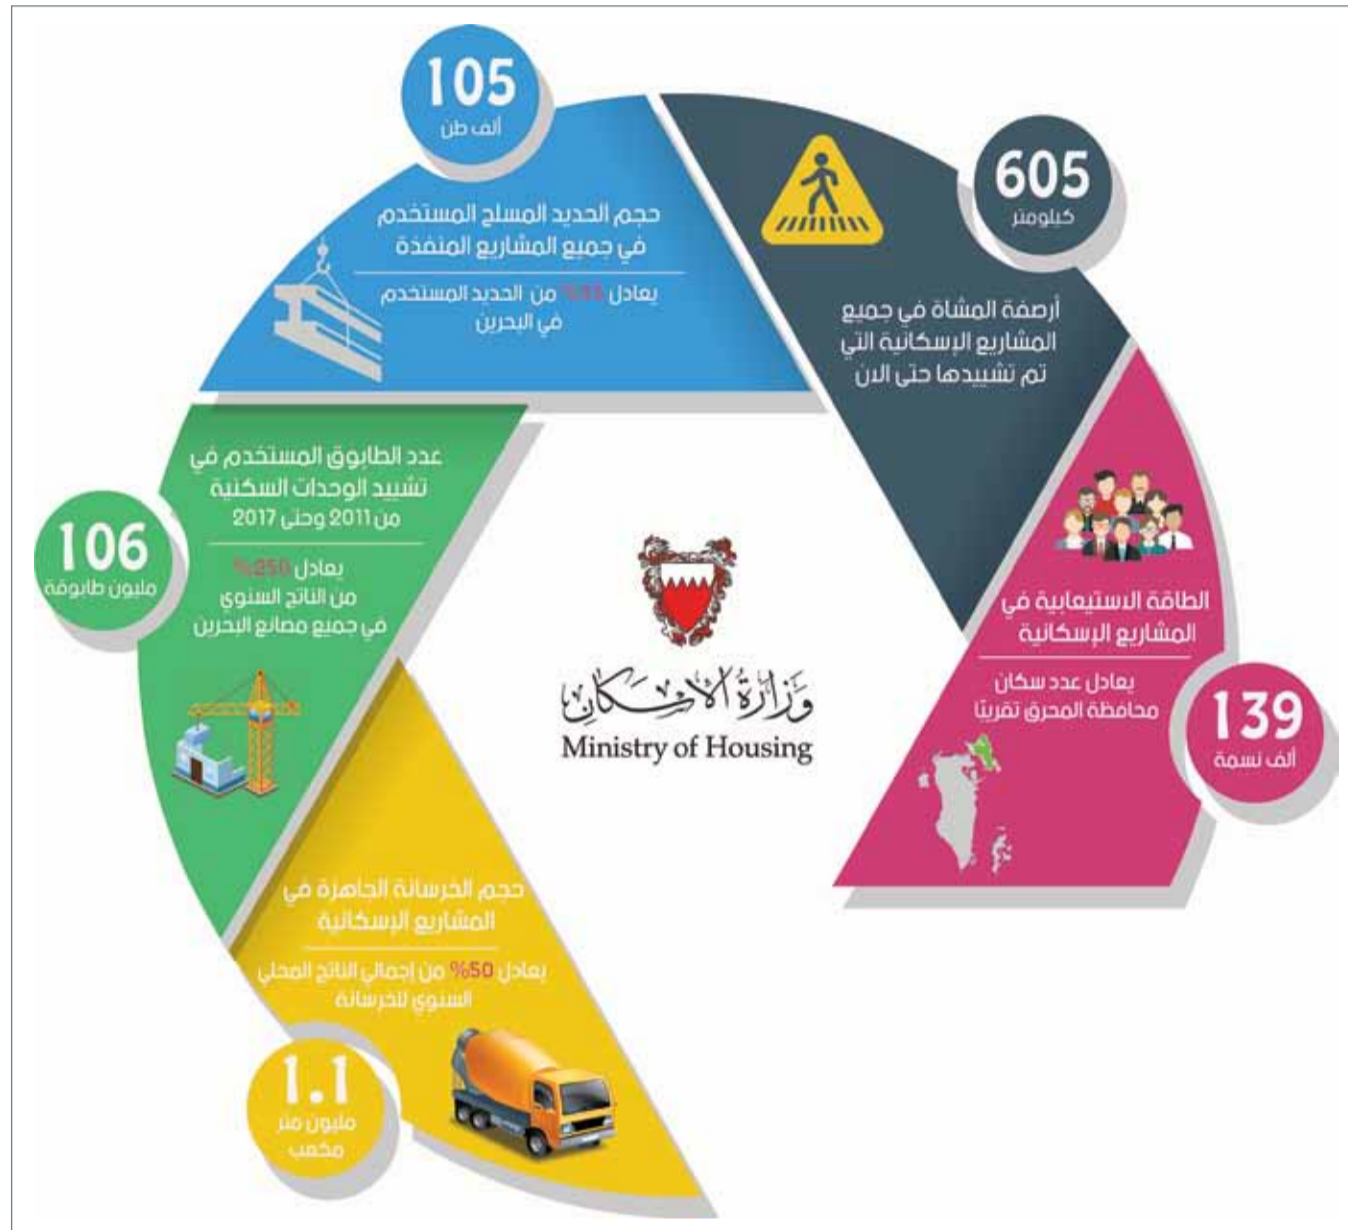 105
ألف طن
حجم الحديد المسلح المستخدم
في جميع المشاريع المنفذة
يعادل من الحديد المستخدم
في البحرين
605
كيلومتر
أرصفة المشاة في جميع
المشاريع الإسكانية التي
تم تشييدها حتى الان
139
ألف نسمة
الطاقة الاستيعابية في
المشاريع الإسكانية
يعادل عدد سكان
محافظة المحرق تقريبًا
106
مليون طابوقة
عدد الطابوق المستخدم في
تشييد الوحدات السكنية
من 2011 وحتى 2017
يعادل 250%
من الناتج السنوي
في جميع مصانع البحرين
1.1
مليون متر
مكعب
حجم الخرسانة الجاهزة في
المشاريع الإسكانية
يعادل 50% من إجمالي الناتج المحلي
السنوي للخرسانة
وزارة الإسكان
Ministry of Housing